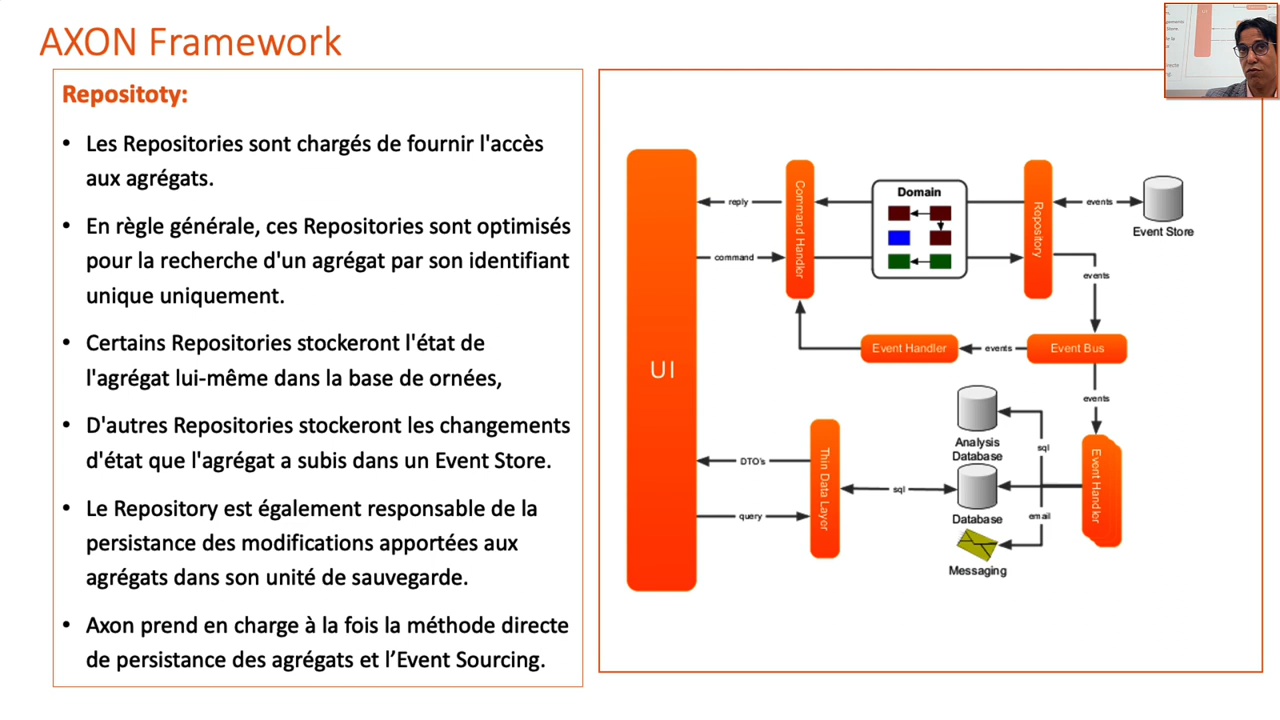 AXON Framework
Repositoty:
• Les Repositories sont chargés de fournir l'accès
aux agrégats.
• En règle générale, ces Repositories sont optimisés
pour la recherche d'un agrégat par son identifiant
unique uniquement.
• Certains Repositories stockeront l'état de
l'agrégat lui-même dans la base de ornées,
• D'autres Repositories stockeront les changements
d'état que l'agrégat a subis dans un Event Store.
• Le Repository est également responsable de la
persistance des modifications apportées aux
agrégats dans son unité de sauvegarde.
• Axon prend en charge à la fois la méthode directe
de persistance des agrégats et l’Event Sourcing.
UI
reply
command
Command Handler
Domain
Repository
events
Event Store
events
Event Bus
events
Event Handler
events
Event Handler
sql
email
Analysis
Database
Database
Messaging
sql
Thin Data Layer
DTO's
query